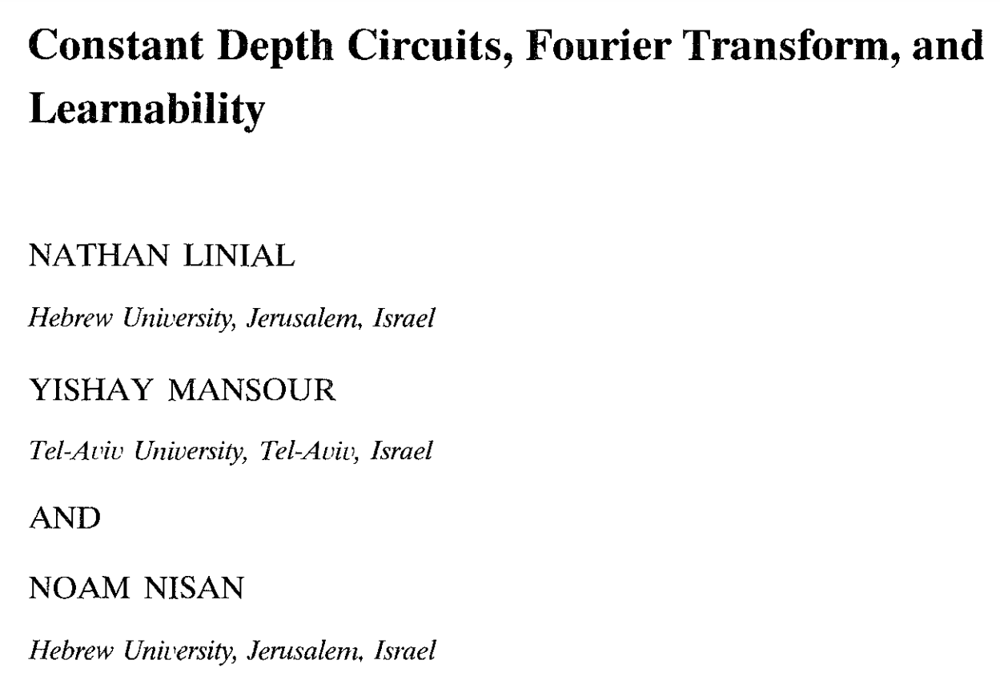 Constant Depth Circuits, Fourier Transform, and
Learnability
NATHAN LINIAL
Hebrew University, Jerusalem, Israel
YISHAY MANSOUR
Tel-Aviv University, Tel-Aviv, Israel
AND
NOAM NISAN
Hebrew University, Jerusalem, Israel